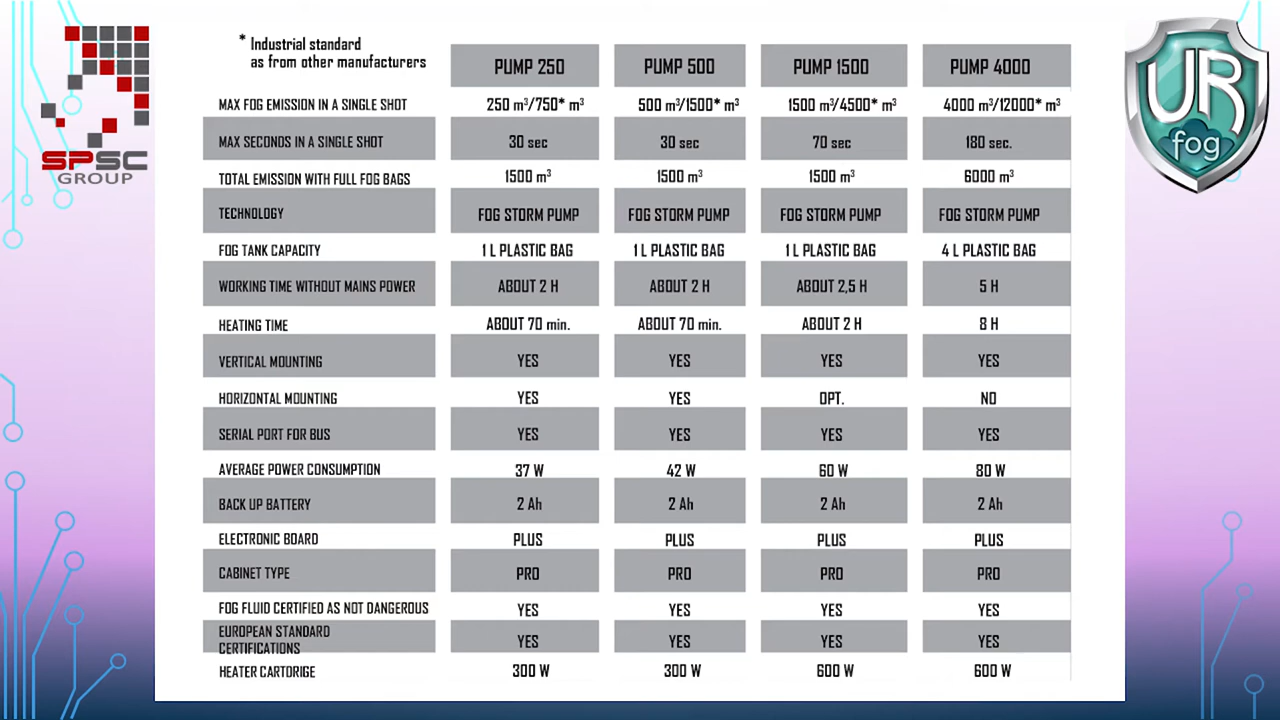 * Industrial standard
as from other manufacturers
PUMP 250 PUMP 500 PUMP 1500 PUMP 4000
MAX FOG EMISSION IN A SINGLE SHOT 250 m³/750* m³ 500 m³/1500* m³ 1500 m³/4500* m³ 4000 m³/12000* m³
MAX SECONDS IN A SINGLE SHOT 30 sec 30 sec 70 sec 180 sec.
TOTAL EMISSION WITH FULL FOG BAGS 1500 m³ 1500 m³ 1500 m³ 6000 m³
TECHNOLOGY FOG STORM PUMP FOG STORM PUMP FOG STORM PUMP FOG STORM PUMP
FOG TANK CAPACITY 1 L PLASTIC BAG 1 L PLASTIC BAG 1 L PLASTIC BAG 4 L PLASTIC BAG
WORKING TIME WITHOUT MAINS POWER ABOUT 2 H ABOUT 2 H ABOUT 2,5 H 5 H
HEATING TIME ABOUT 70 min. ABOUT 70 min. ABOUT 2 H 8 H
VERTICAL MOUNTING YES YES YES YES
HORIZONTAL MOUNTING YES YES OPT. NO
SERIAL PORT FOR BUS YES YES YES YES
AVERAGE POWER CONSUMPTION 37 W 42 W 60 W 80 W
BACK UP BATTERY 2 Ah 2 Ah 2 Ah 2 Ah
ELECTRONIC BOARD PLUS PLUS PLUS PLUS
CABINET TYPE PRO PRO PRO PRO
FOG FLUID CERTIFIED AS NOT DANGEROUS YES YES YES YES
EUROPEAN STANDARD
CERTIFICATIONS YES YES YES YES
HEATER CARTORIGE 300 W 300 W 600 W 600 W
SPSC
GROUP
UR
fog